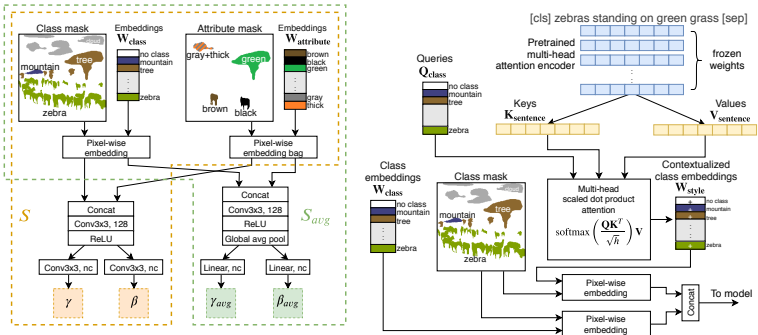 Class mask
Embeddings
W_class
no class
mountain
tree
zebra
cloud
tree
mountain
zebra
Attribute mask
Embeddings
W_attribute
brown
black
green
gray
thick
gray+thick
green
brown
black
Pixel-wise
embedding
Pixel-wise
embedding bag
S
Concat
Conv3x3, 128
ReLU
Conv3x3, nc
Conv3x3, nc
γ
β
S_avg
Concat
Conv3x3, 128
ReLU
Global avg pool
Linear, nc
Linear, nc
γ_avg
β_avg
[cls] zebras standing on green grass [sep]
Pretrained
multi-head
attention encoder
frozen
weights
Queries
Q_class
no class
mountain
tree
zebra
Keys
K_sentence
Values
V_sentence
Class embeddings
W_class
no class
mountain
tree
zebra
Class mask
tree
mountain
zebra
Multi-head
scaled dot product
attention
softmax(QK^T/√h) V
Contextualized
class embeddings
W_style
no class
mountain
tree
zebra
+
+
+
+
Pixel-wise
embedding
Pixel-wise
embedding
Concat
To model